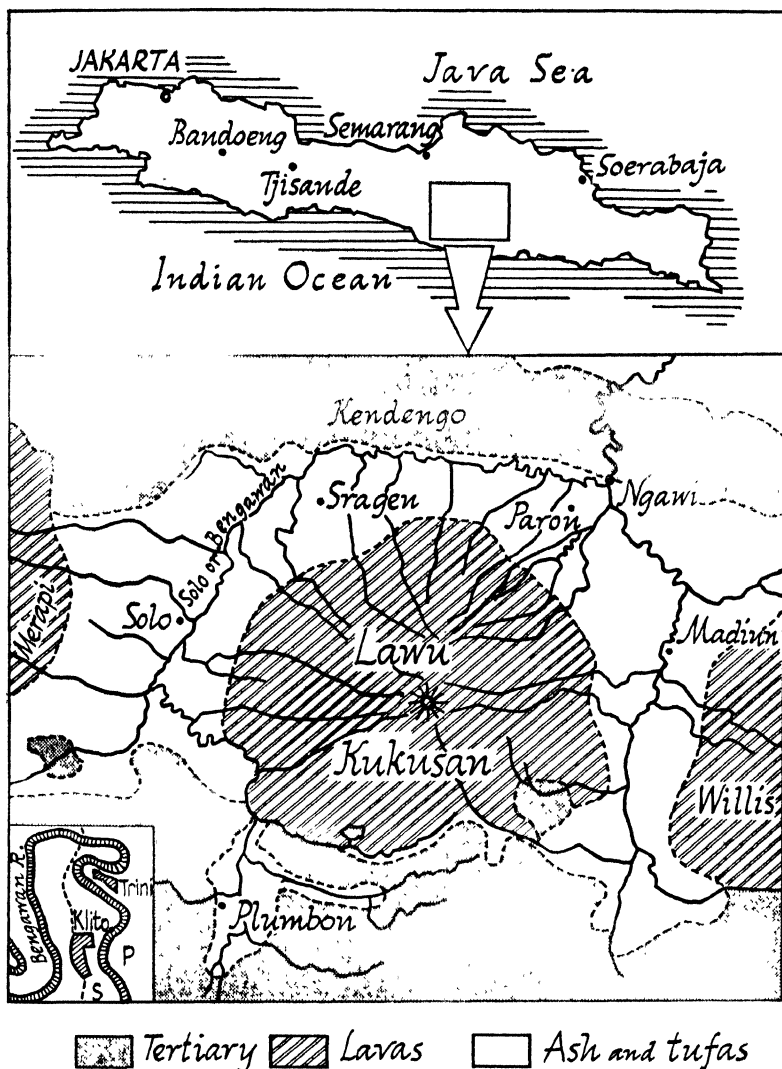 JAKARTA
Java Sea
Bandoeng
Semarang
Tjisande
Soerabaja
Indian Ocean
Kendengo
Solo or Bengawan
Sragen
Paron
Ngawi
Merapi
Solo
Lawu
Madiun
Kukusan
Willis
Bengawan R.
Trini
Klito
P
S
Plumbon
Tertiary
Lavas
Ash and tufas